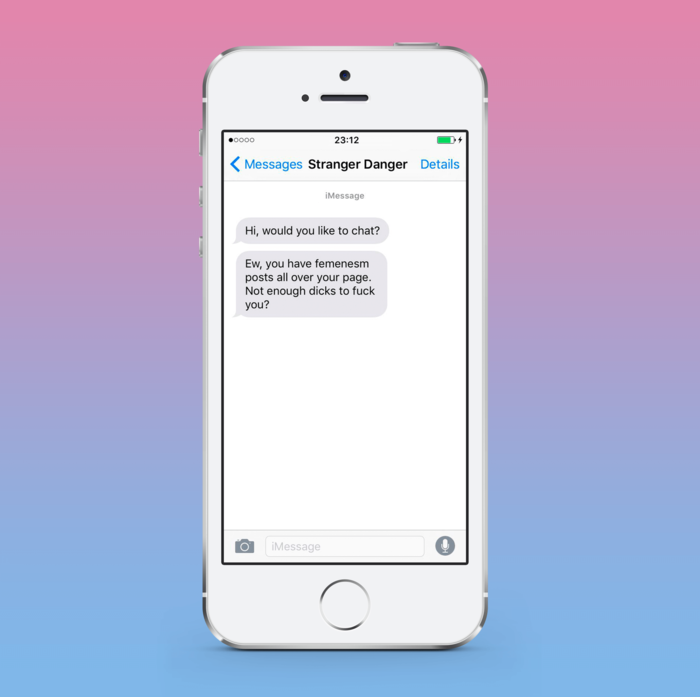 23:12
Messages Stranger Danger Details
iMessage
Hi, would you like to chat?
Ew, you have femenesm
posts all over your page.
Not enough dicks to fuck
you?
iMessage